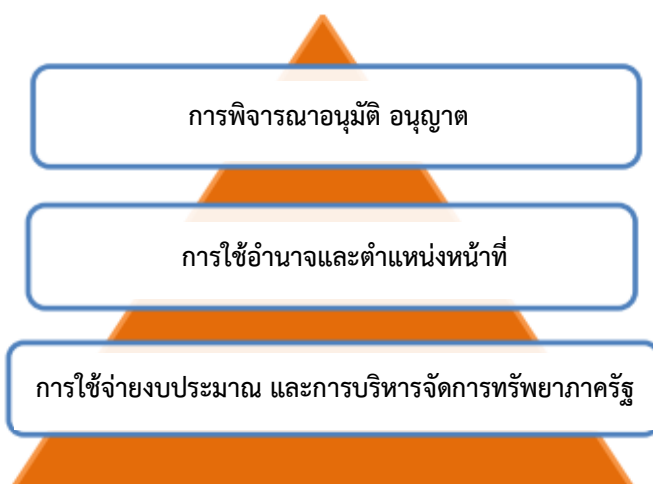 การพิจารณาอนุมัติ อนุญาต
การใช้อำนาจและตำแหน่งหน้าที่
การใช้จ่ายงบประมาณ และการบริหารจัดการทรัพยาภาครัฐ